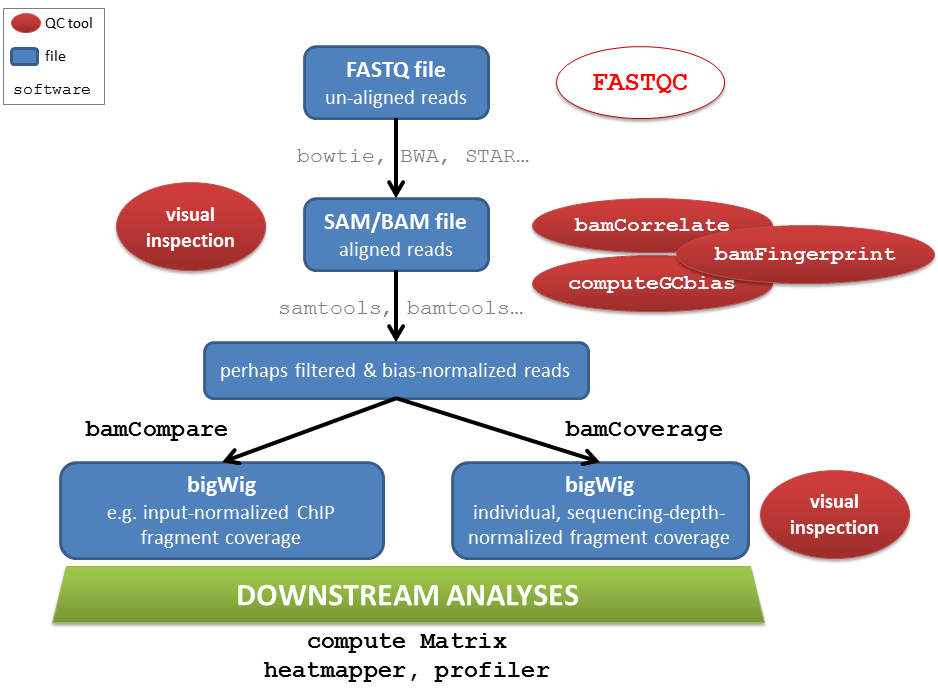 QC tool
file
software
FASTQ file
un-aligned reads
FASTQC
bowtie, BWA, STAR…
visual
inspection
SAM/BAM file
aligned reads
bamCorrelate
bamFingerprint
computeGCbias
samtools, bamtools…
perhaps filtered & bias-normalized reads
bamCompare
bamCoverage
bigWig
e.g. input-normalized ChIP
fragment coverage
bigWig
individual, sequencing-depth-
normalized fragment coverage
visual
inspection
DOWNSTREAM ANALYSES
compute Matrix
heatmapper, profiler